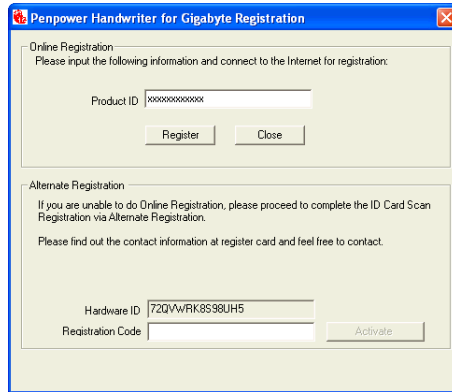 Penpower Handwriter for Gigabyte Registration
Online Registration
Please input the following information and connect to the Internet for registration:
Product ID xxxxxxxxxxx
Register Close
Alternate Registration
If you are unable to do Online Registration, please proceed to complete the ID Card Scan
Registration via Alternate Registration.
Please find out the contact information at register card and feel free to contact.
Hardware ID 72QVWRK8S98UH5
Registration Code Activate